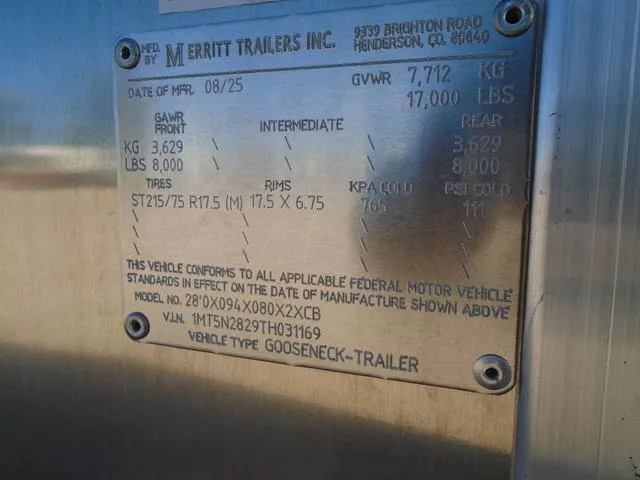 MFD. BY MERRITT TRAILERS INC. 9339 BRIGHTON ROAD
HENDERSON, CO. 80640
DATE OF MFR. 08/25 GVWR 7,712 KG
17,000 LBS
GAWR
FRONT INTERMEDIATE REAR
KG 3,629 \ \ \ 3,629
LBS 8,000 \ \ \ 8,000
TIRES RIMS KPA COLD PSI COLD
ST215/75 R17.5 (M) 17.5 X 6.75 765 111
\ \ \ \
\ \ \ \
\ \ \ \
THIS VEHICLE CONFORMS TO ALL APPLICABLE FEDERAL MOTOR VEHICLE
STANDARDS IN EFFECT ON THE DATE OF MANUFACTURE SHOWN ABOVE
MODEL NO. 28'0X094X080X2XCB
V.I.N. 1MT5N2829TH031169
VEHICLE TYPE GOOSENECK-TRAILER